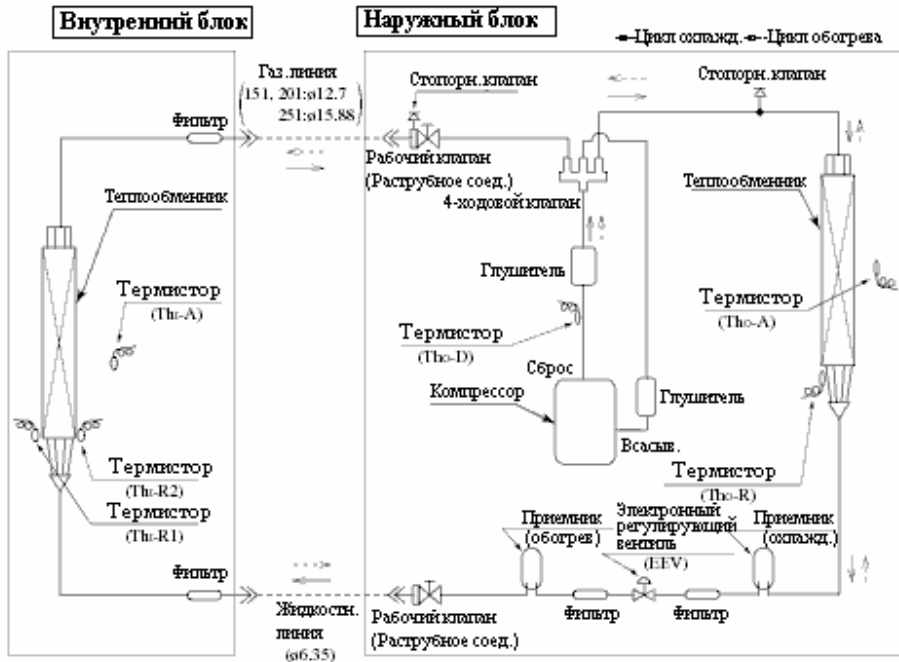 Внутренний блок
Наружный блок
Цикл охлажд. Цикл обогрева
Газ. линия
(151, 201:ø12.7
251:ø15.88)
Фильтр
Стопорн. клапан
Стопорн. клапан
Рабочий клапан
(Раструбное соед.)
4-ходовой клапан
Теплообменник
Теплообменник
Глушитель
Термистор
(Thi-A)
Термистор
(Tho-D)
Термистор
(Tho-A)
Сброс
Компрессор
Глушитель
Всасыв.
Термистор
(Thi-R2)
Термистор
(Thi-R1)
Термистор
(Tho-R)
Приемник
(обогрев)
Электронный
регулирующий
вентиль
(EEV)
Приемник
(охлажд.)
Фильтр
Жидкостн.
линия
(ø6.35)
Рабочий клапан
(Раструбное соед.)
Фильтр
Фильтр